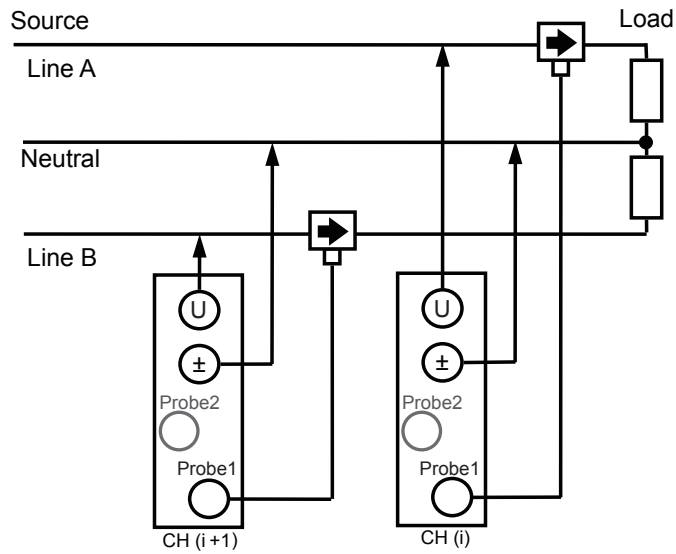 Source
Load
Line A
Neutral
Line B
U
U
±
±
Probe2
Probe2
Probe1
Probe1
CH (i +1)
CH (i)